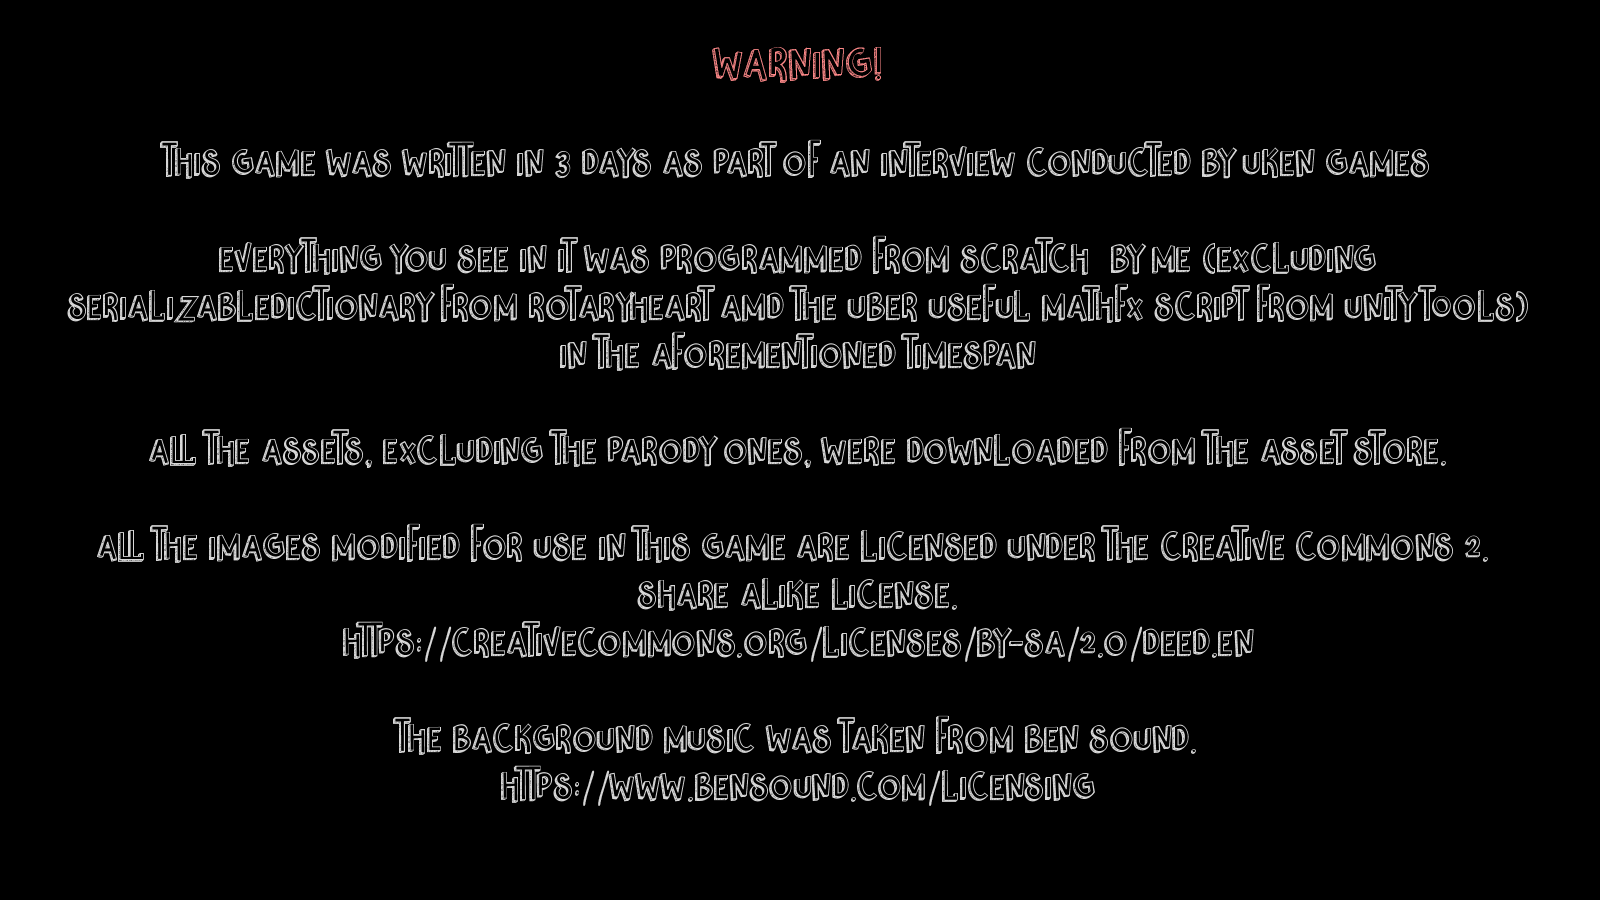 WARNING!
THIS GAME WAS WRITTEN IN 3 DAYS AS PART OF AN INTERVIEW CONDUCTED BY UKEN GAMES
EVERYTHING YOU SEE IN IT WAS PROGRAMMED FROM SCRATCH BY ME (EXCLUDING
SERIALIZABLEDICTIONARY FROM ROTARYHEART AMD THE UBER USEFUL MATHFX SCRIPT FROM UNITY TOOLS)
IN THE AFOREMENTIONED TIMESPAN
ALL THE ASSETS, EXCLUDING THE PARODY ONES, WERE DOWNLOADED FROM THE ASSET STORE.
ALL THE IMAGES MODIFIED FOR USE IN THIS GAME ARE LICENSED UNDER THE CREATIVE COMMONS 2.
SHARE ALIKE LICENSE.
HTTPS://CREATIVECOMMONS.ORG/LICENSES/BY-SA/2.0/DEED.EN
THE BACKGROUND MUSIC WAS TAKEN FROM BEN SOUND.
HTTPS://WWW.BENSOUND.COM/LICENSING